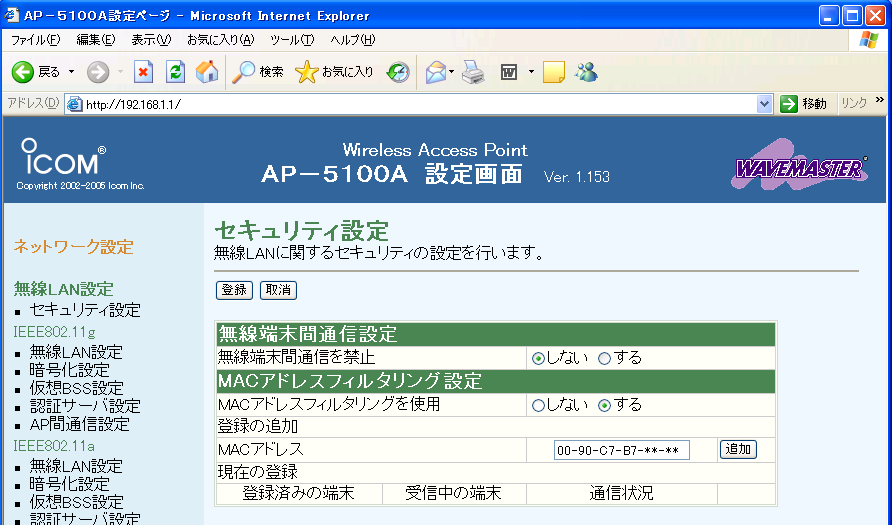 AP－5100A設定ページ - Microsoft Internet Explorer
ファイル(F) 編集(E) 表示(V) お気に入り(A) ツール(T) ヘルプ(H)
戻る 検索 お気に入り
アドレス(D) http://192.168.1.1/ 移動 リンク »
ICOM®
Copyright 2002-2005 Icom Inc.
Wireless Access Point
AP－5100A 設定画面 Ver. 1.153
WAVEMASTER®
ネットワーク設定
無線LAN設定
セキュリティ設定
IEEE802.11g
無線LAN設定
暗号化設定
仮想BSS設定
認証サーバ設定
AP間通信設定
IEEE802.11a
無線LAN設定
暗号化設定
仮想BSS設定
認証サーバ設定
セキュリティ設定
無線LANに関するセキュリティの設定を行います。
登録 取消
無線端末間通信設定
無線端末間通信を禁止 しない する
MACアドレスフィルタリング設定
MACアドレスフィルタリングを使用 しない する
登録の追加
MACアドレス 00-90-C7-B7-**-** 追加
現在の登録
登録済みの端末 受信中の端末 通信状況